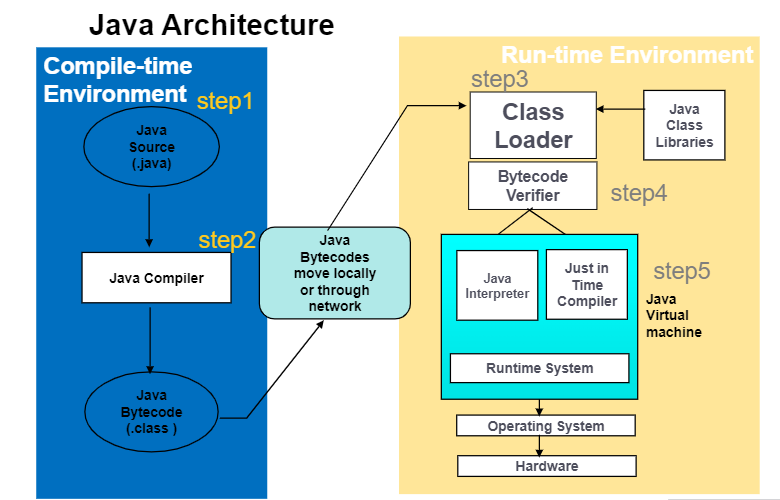 Java Architecture
Compile-time
Environment
step1
Java
Source
(.java)
step2
Java Compiler
Java
Bytecode
(.class )
Java
Bytecodes
move locally
or through
network
Run-time Environment
step3
Class
Loader
Java
Class
Libraries
Bytecode
Verifier
step4
Java
Interpreter
Just in
Time
Compiler
step5
Java
Virtual
machine
Runtime System
Operating System
Hardware